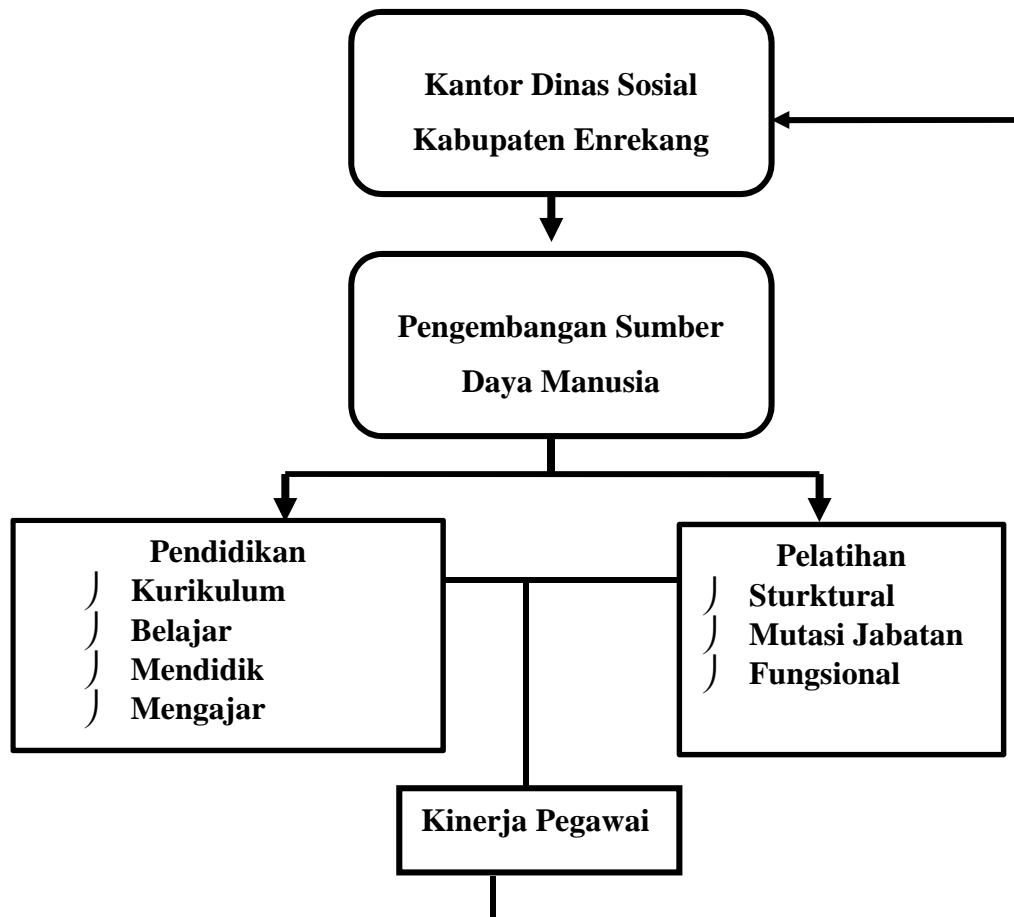 Kantor Dinas Sosial
Kabupaten Enrekang
Pengembangan Sumber
Daya Manusia
Pendidikan
Kurikulum
Belajar
Mendidik
Mengajar
Pelatihan
Sturktural
Mutasi Jabatan
Fungsional
Kinerja Pegawai